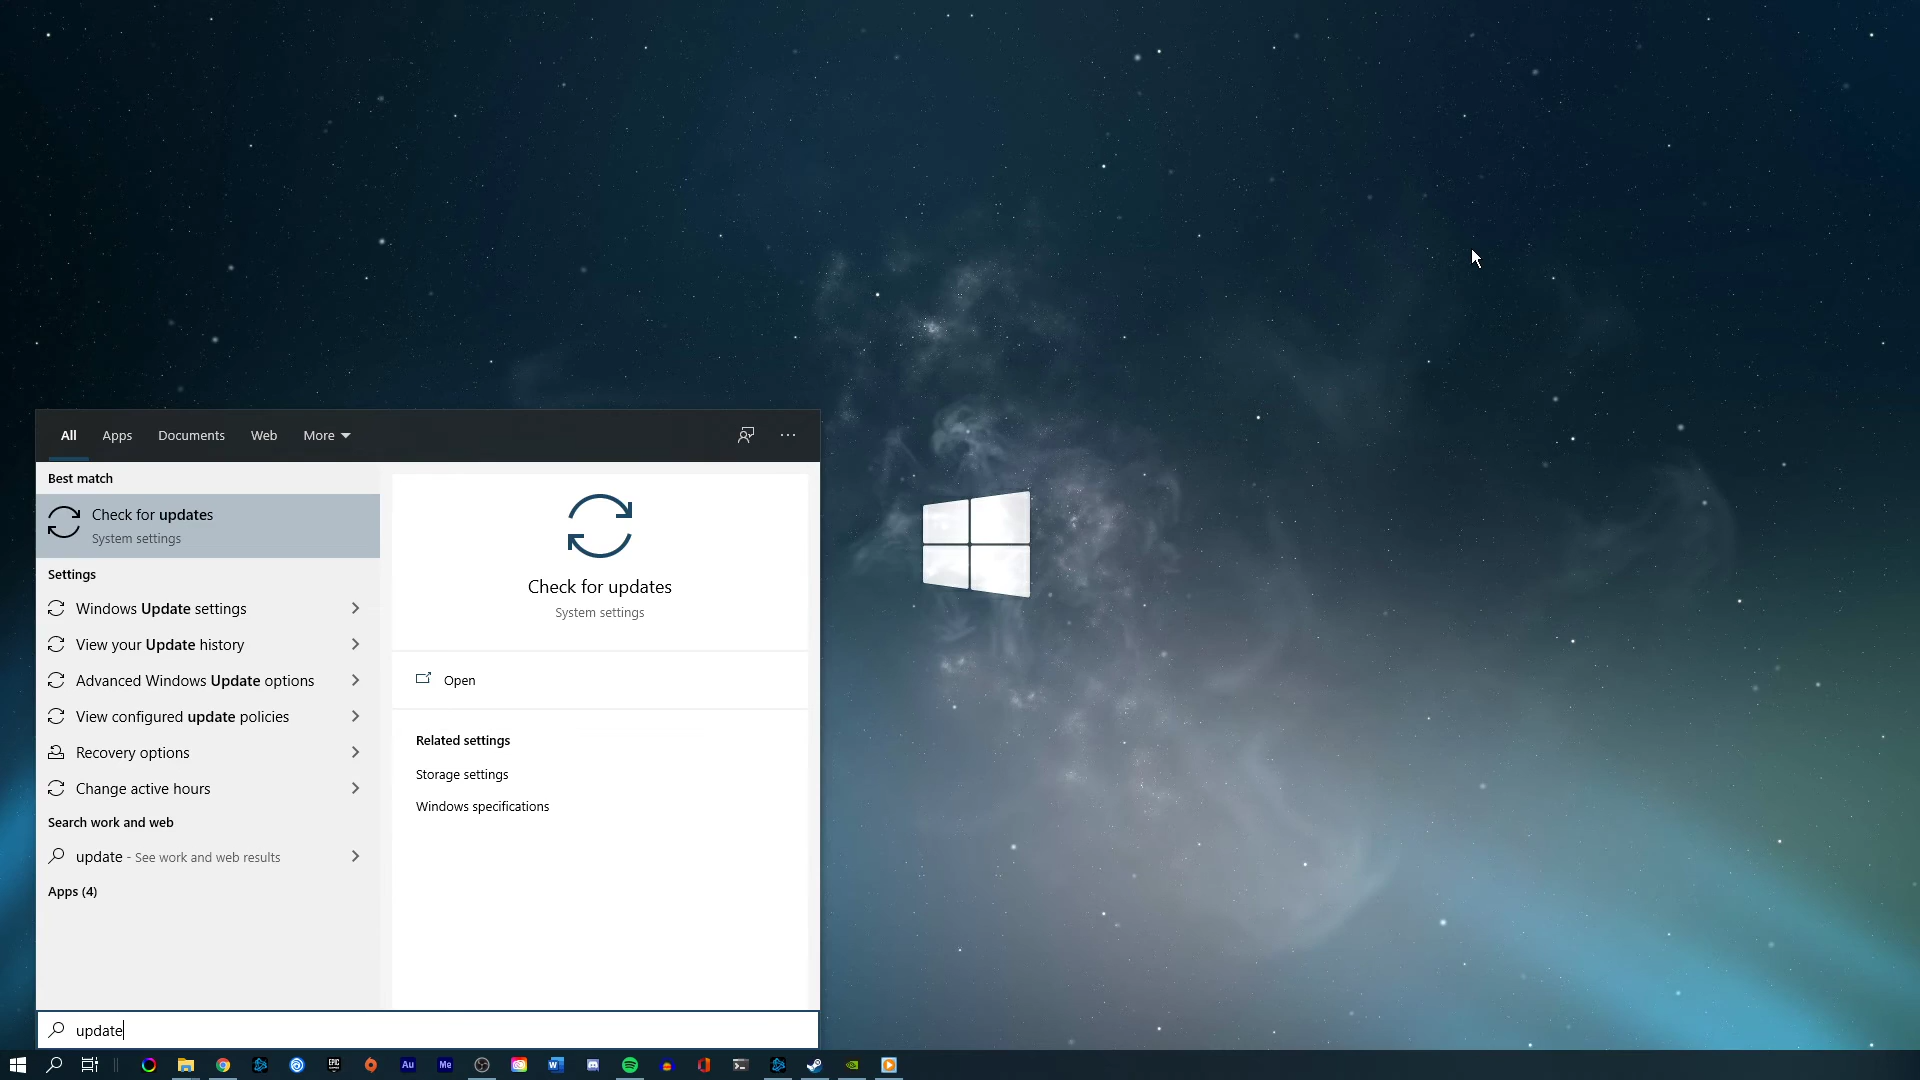 All
Apps
Documents
Web
More
Best match
Check for updates
System settings
Settings
Windows Update settings
View your Update history
Advanced Windows Update options
View configured update policies
Recovery options
Change active hours
Search work and web
update - See work and web results
Apps (4)
Check for updates
System settings
Open
Related settings
Storage settings
Windows specifications
update
EPIC
Au
Me
W